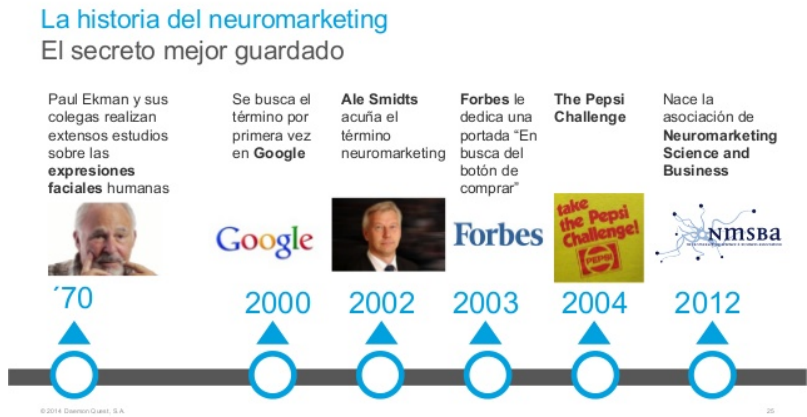 La historia del neuromarketing
El secreto mejor guardado
Paul Ekman y sus
colegas realizan
extensos estudios
sobre las
expresiones
faciales humanas
Se busca el
término por
primera vez
en Google
Ale Smidts
acuña el
término
neuromarketing
Forbes le
dedica una
portada “En
busca del
botón de
comprar”
The Pepsi
Challenge
Nace la
asociación de
Neuromarketing
Science and
Business
Google
Forbes
take
the Pepsi
Challenge!
PEPSI
nmsba
´70
2000
2002
2003
2004
2012
© 2014 Daemon Quest, S.A.
25